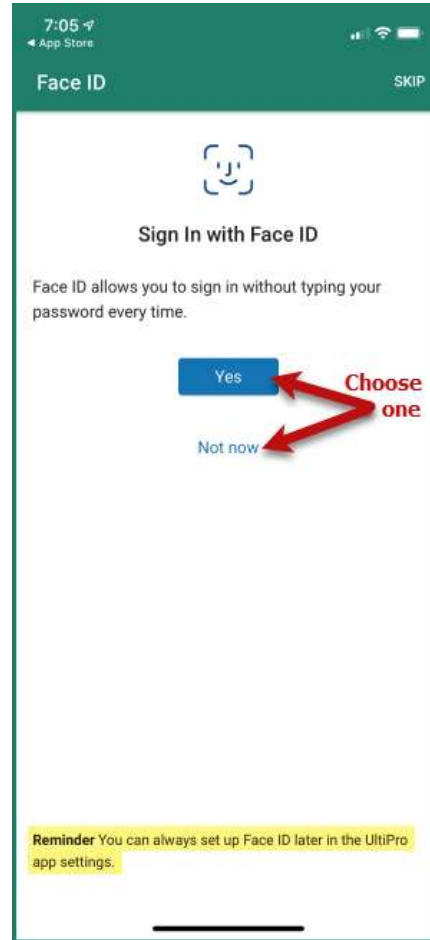 7:05
◀ App Store
Face ID
SKIP
Sign In with Face ID
Face ID allows you to sign in without typing your
password every time.
Yes
Choose
one
Not now
Reminder You can always set up Face ID later in the UltiPro
app settings.